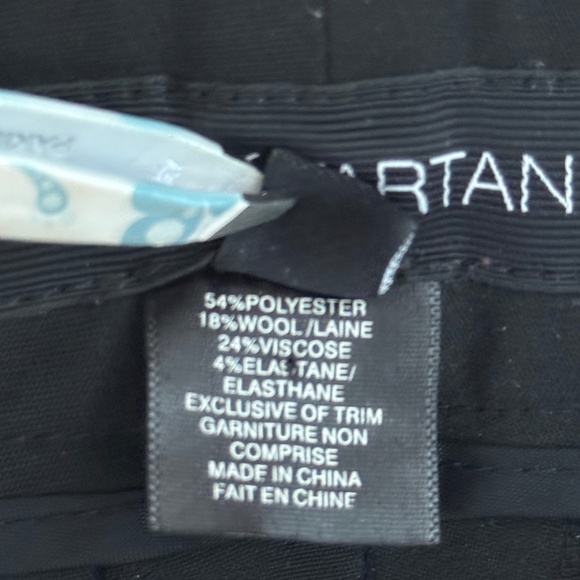 ARTAN
54%POLYESTER
18%WOOL/LAINE
24%VISCOSE
4%ELASTANE/
ELASTHANE
EXCLUSIVE OF TRIM
GARNITURE NON
COMPRISE
MADE IN CHINA
FAIT EN CHINE